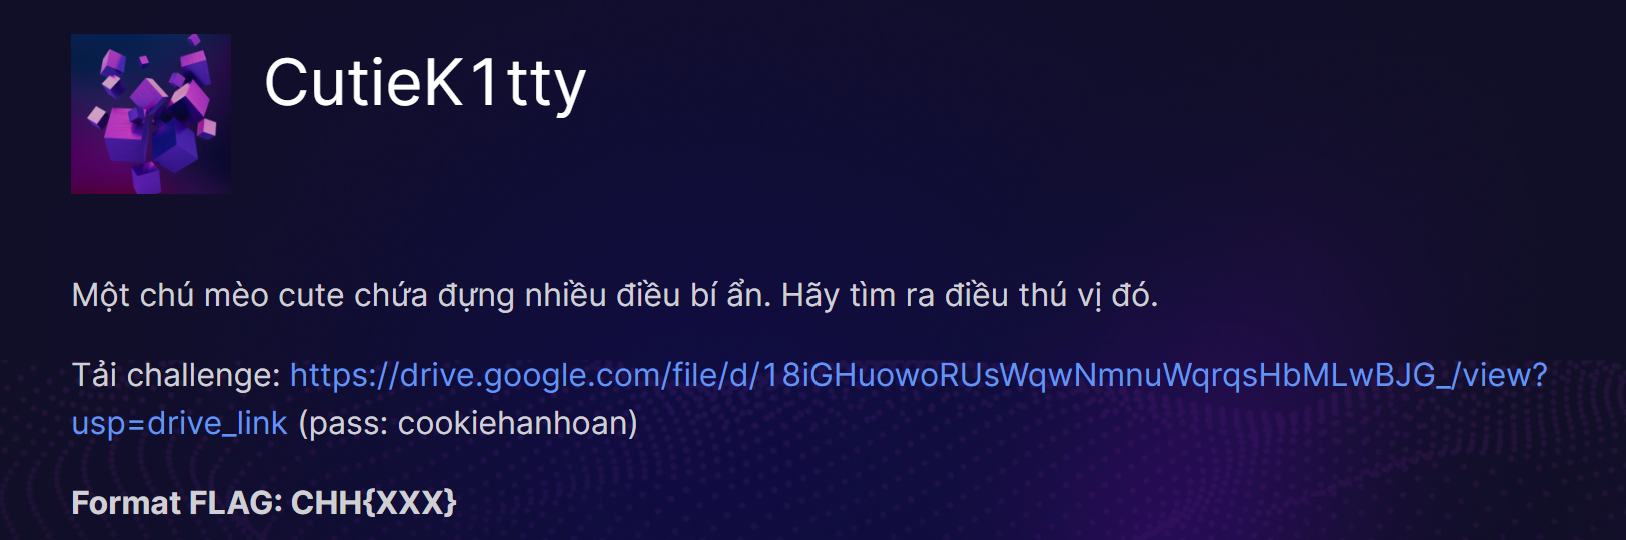 CutieK1tty
Một chú mèo cute chứa đựng nhiều điều bí ẩn. Hãy tìm ra điều thú vị đó.
Tải challenge: https://drive.google.com/file/d/18iGHuowoRUsWqwNmnuWqrqsHbMLwBJG_/view?
usp=drive_link (pass: cookiehanhoan)
Format FLAG: CHH{XXX}